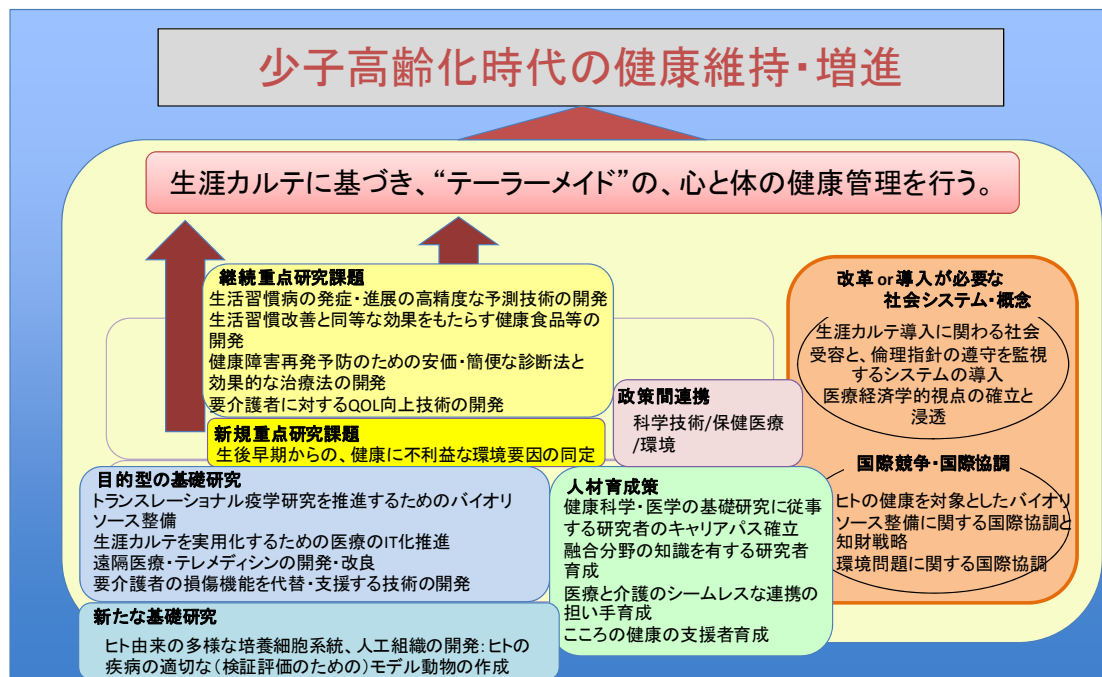 少子高齢化時代の健康維持・増進
生涯カルテに基づき、“テーラーメイド”の、心と体の健康管理を行う。
継続重点研究課題
生活習慣病の発症・進展の高精度な予測技術の開発
生活習慣改善と同等な効果をもたらす健康食品等の
開発
健康障害再発予防のための安価・簡便な診断法と
効果的な治療法の開発
要介護者に対するQOL向上技術の開発
新規重点研究課題
生後早期からの、健康に不利益な環境要因の同定
目的型の基礎研究
トランスレーショナル疫学研究を推進するためのバイオリ
ソース整備
生涯カルテを実用化するための医療のIT化推進
遠隔医療・テレメディシンの開発・改良
要介護者の損傷機能を代替・支援する技術の開発
新たな基礎研究
ヒト由来の多様な培養細胞系統、人工組織の開発：ヒトの
疾病の適切な（検証評価のための）モデル動物の作成
政策間連携
科学技術/保健医療
/環境
人材育成策
健康科学・医学の基礎研究に従事
する研究者のキャリアパス確立
融合分野の知識を有する研究者
育成
医療と介護のシームレスな連携の
担い手育成
こころの健康の支援者育成
改革 or 導入が必要な
社会システム・概念
生涯カルテ導入に関わる社会
受容と、倫理指針の遵守を監視
するシステムの導入
医療経済学的視点の確立と
浸透
国際競争・国際協調
ヒトの健康を対象としたバイオリ
ソース整備に関する国際協調と
知財戦略
環境問題に関する国際協調